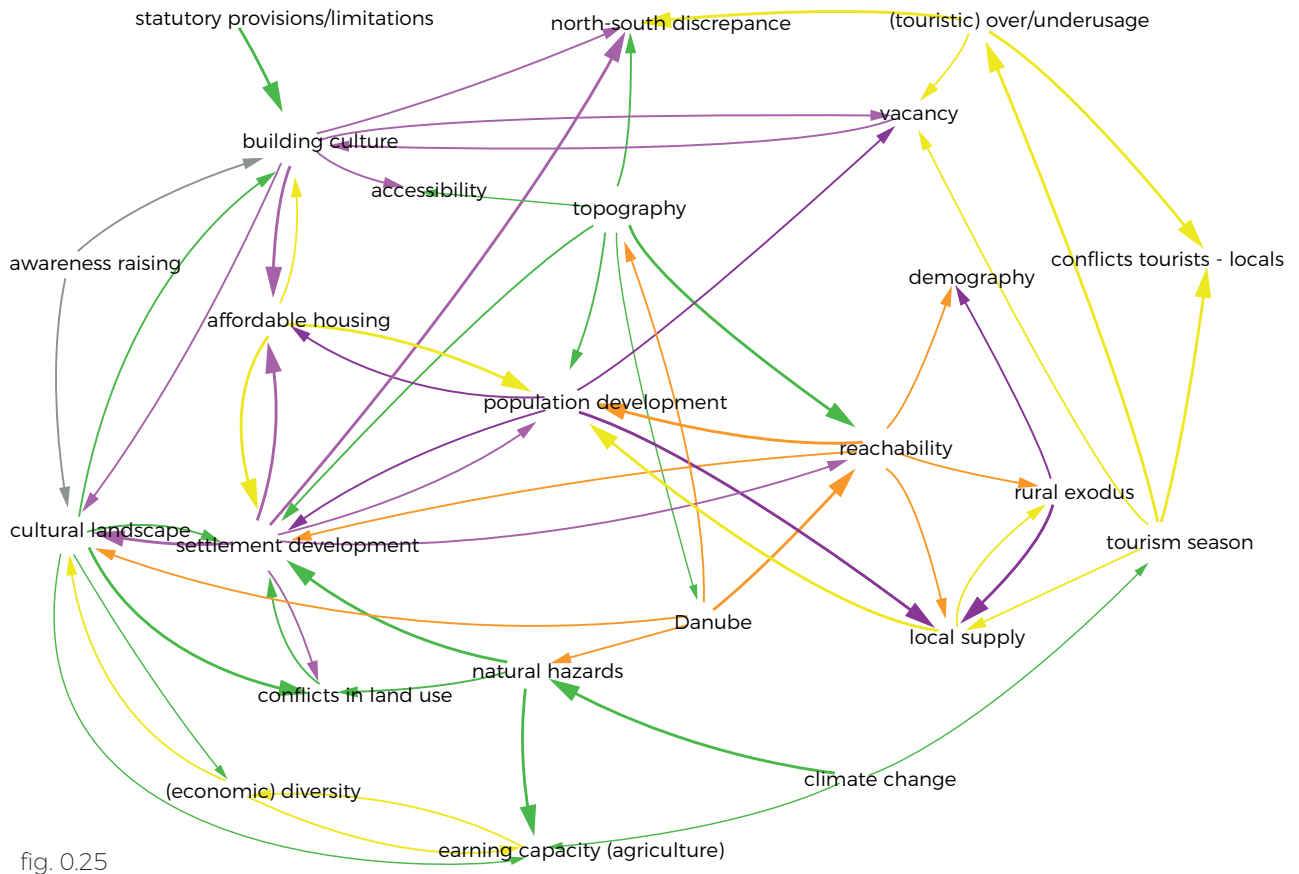 statutory provisions/limitations
north-south discrepance
(touristic) over/underusage
vacancy
building culture
accessibility
topography
awareness raising
conflicts tourists - locals
demography
affordable housing
population development
reachability
rural exodus
cultural landscape
settlement development
tourism season
Danube
local supply
natural hazards
conflicts in land use
climate change
(economic) diversity
earning capacity (agriculture)
fig. 0.25